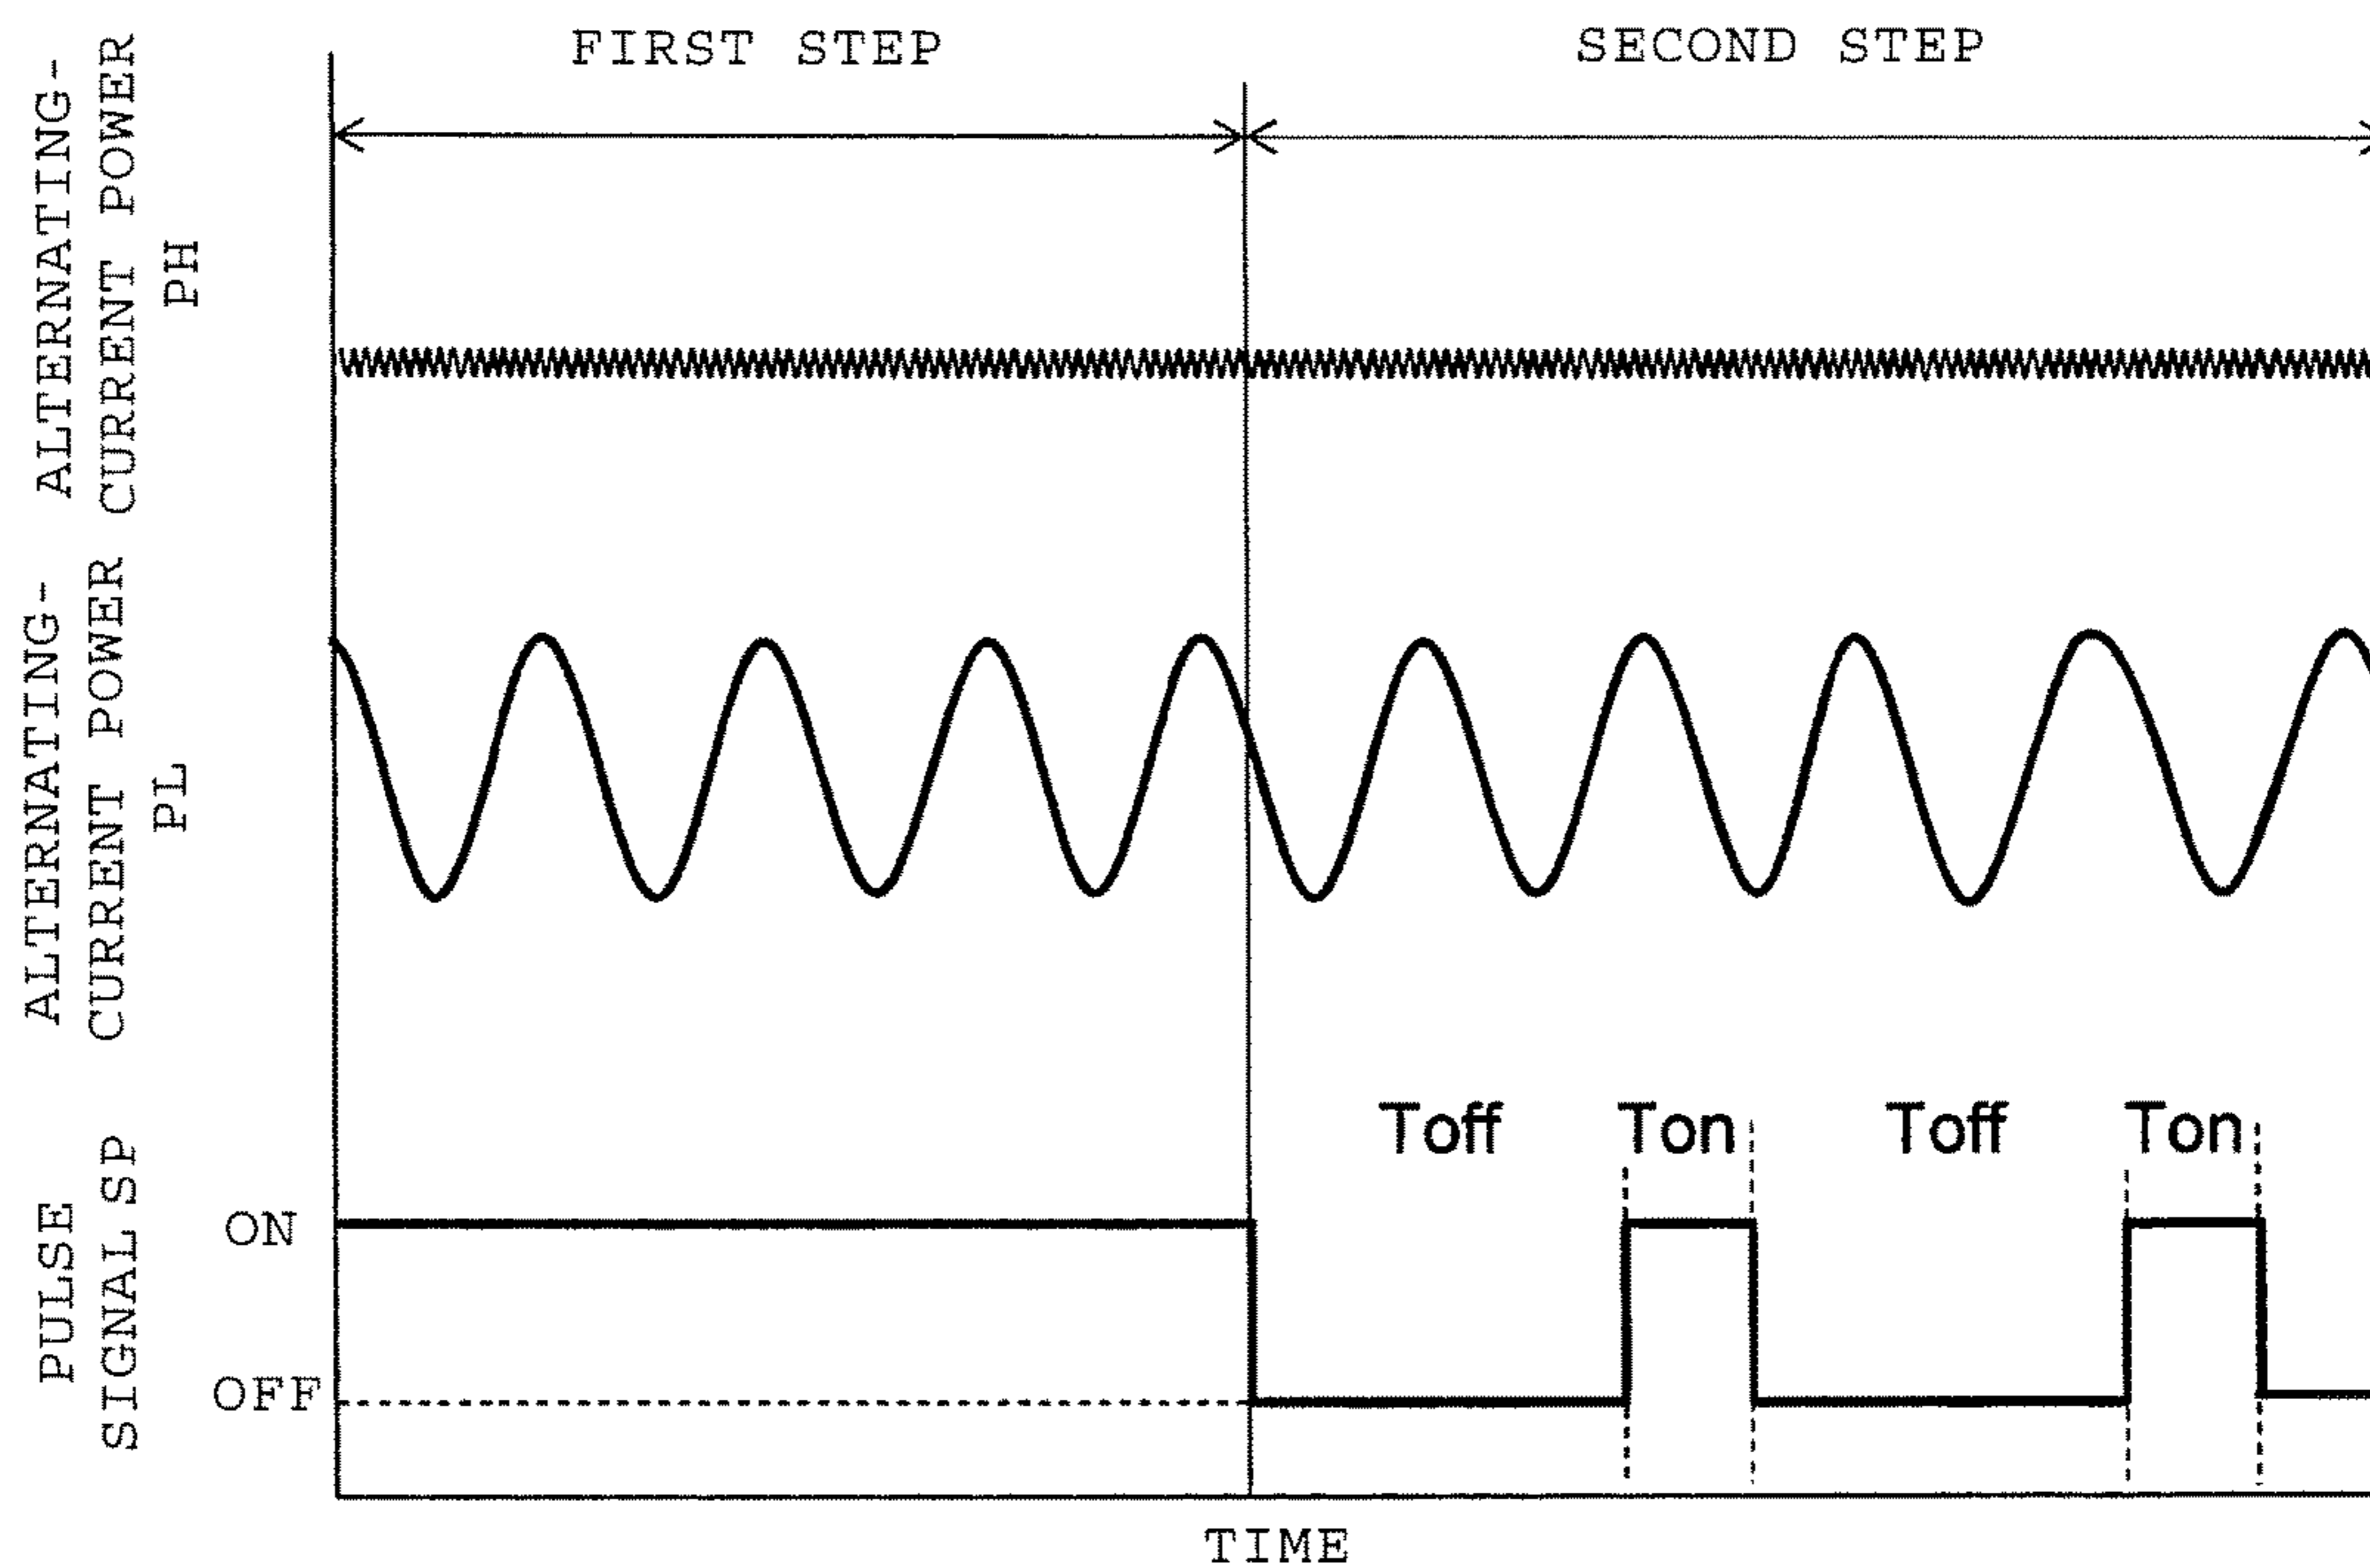 FIRST STEP
SECOND STEP
ALTERNATING-
CURRENT POWER
PH
ALTERNATING-
CURRENT POWER
PL
PULSE
SIGNAL SP
ON
OFF
Toff
Ton
Toff
Ton
TIME